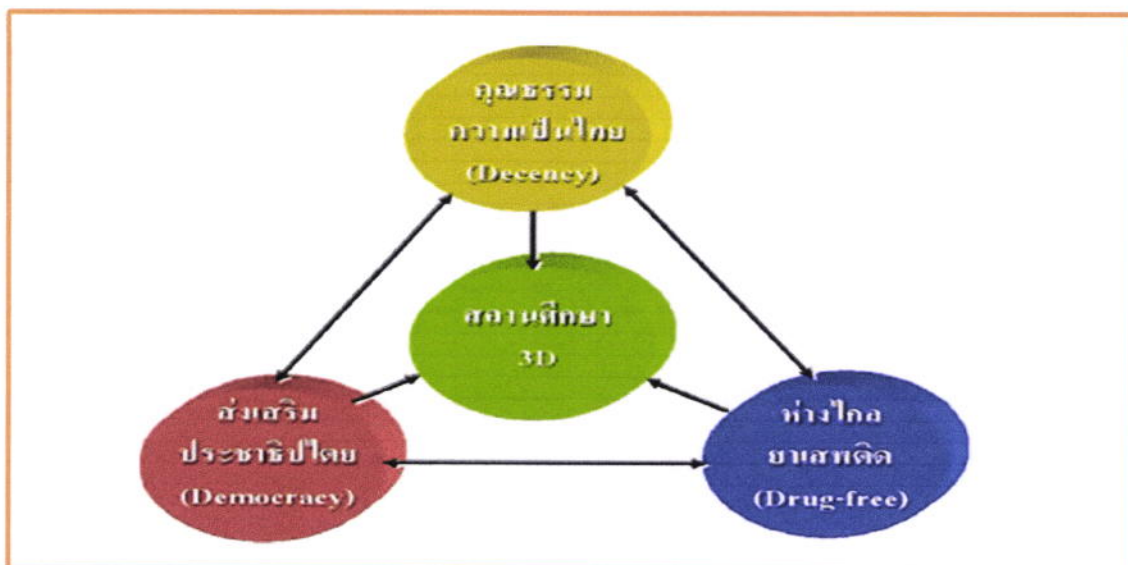 คุณธรรม
ความเป็นไทย
(Decency)
สถานศึกษา
3D
ส่งเสริม
ประชาธิปไตย
(Democracy)
ห่างไกล
ยาเสพติด
(Drug-free)